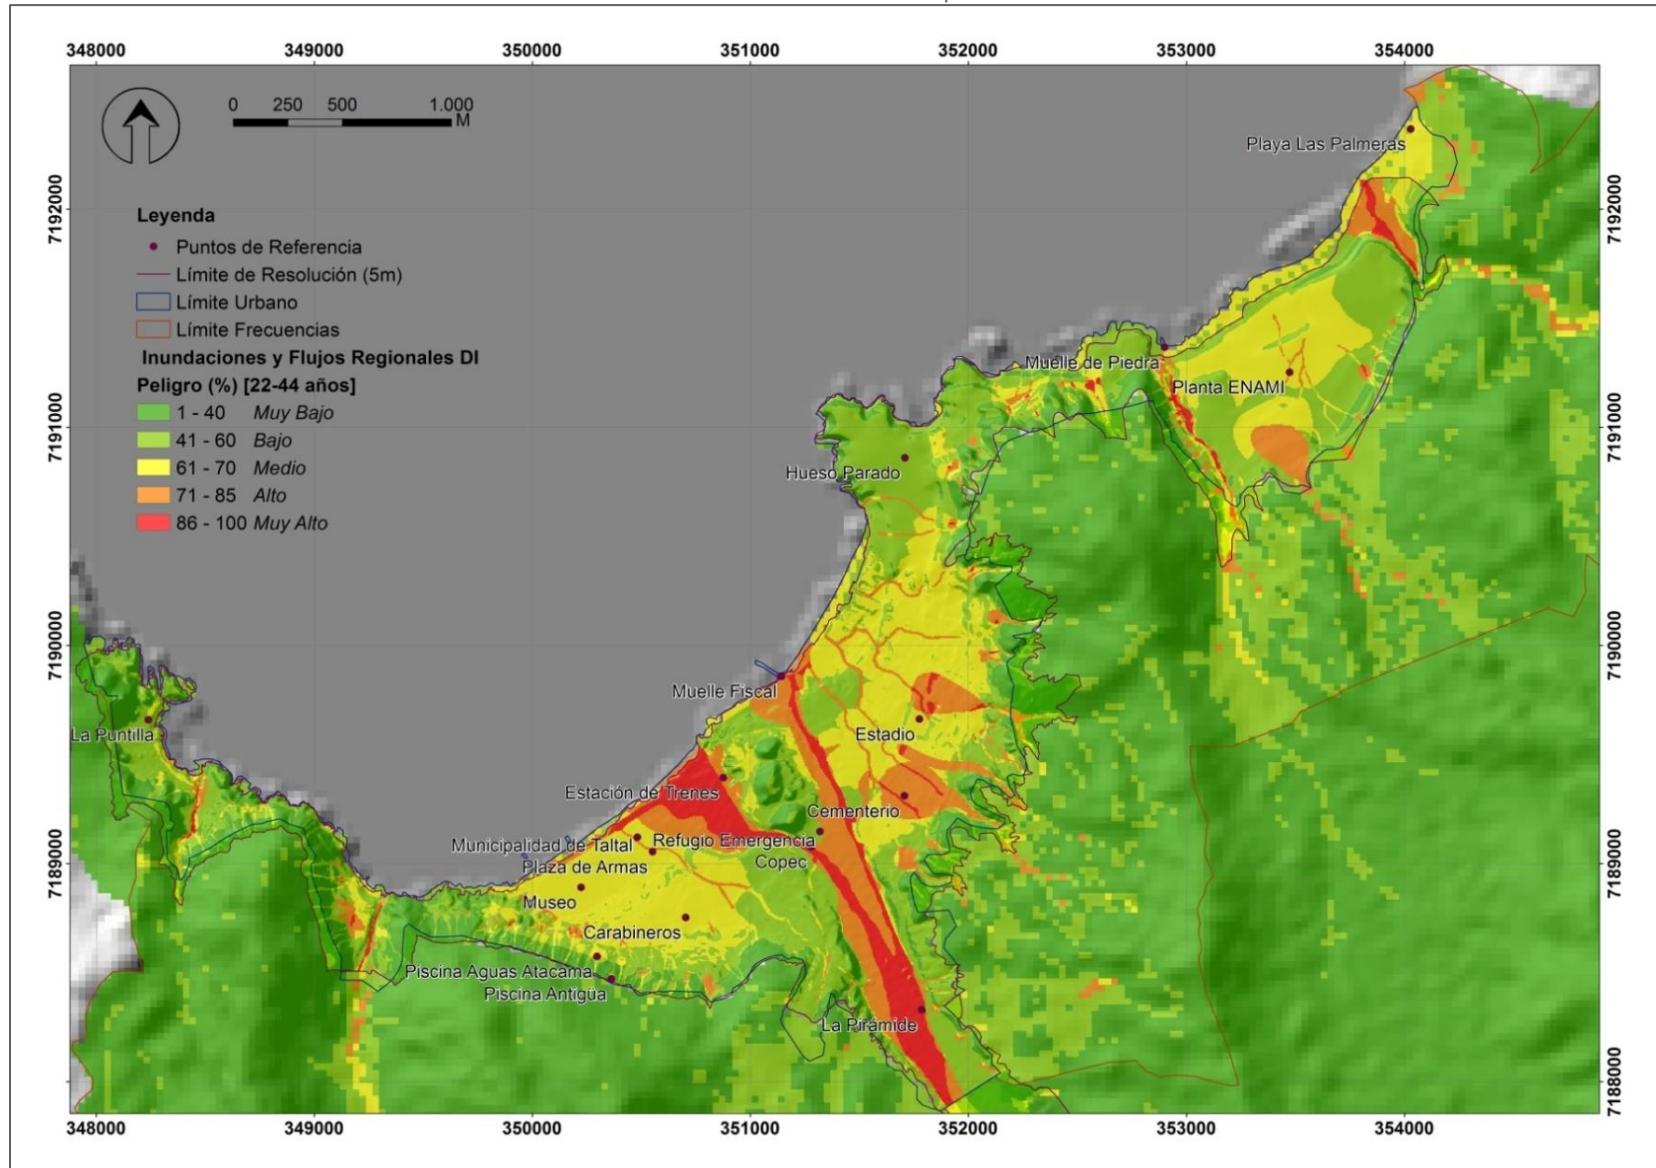 348000 349000 350000 351000 352000 353000 354000
0 250 500 1.000
M
Playa Las Palmeras
7192000 7192000
Leyenda
Puntos de Referencia
Límite de Resolución (5m)
Límite Urbano
Límite Frecuencias
Inundaciones y Flujos Regionales DI
Peligro (%) [22-44 años]
1 - 40 Muy Bajo
41 - 60 Bajo
61 - 70 Medio
71 - 85 Alto
86 - 100 Muy Alto
Muelle de Piedra
Planta ENAMI
7191000 7191000
Hueso Parado
7190000 7190000
Muelle Fiscal
La Puntilla
Estadio
Estación de Trenes
Cementerio
Municipalidad de Taltal
Refugio Emergencia
Copec
Plaza de Armas
7189000 7189000
Museo
Carabineros
Piscina Aguas Atacama
Piscina Antigüa
La Pirámide
7188000 7188000
348000 349000 350000 351000 352000 353000 354000